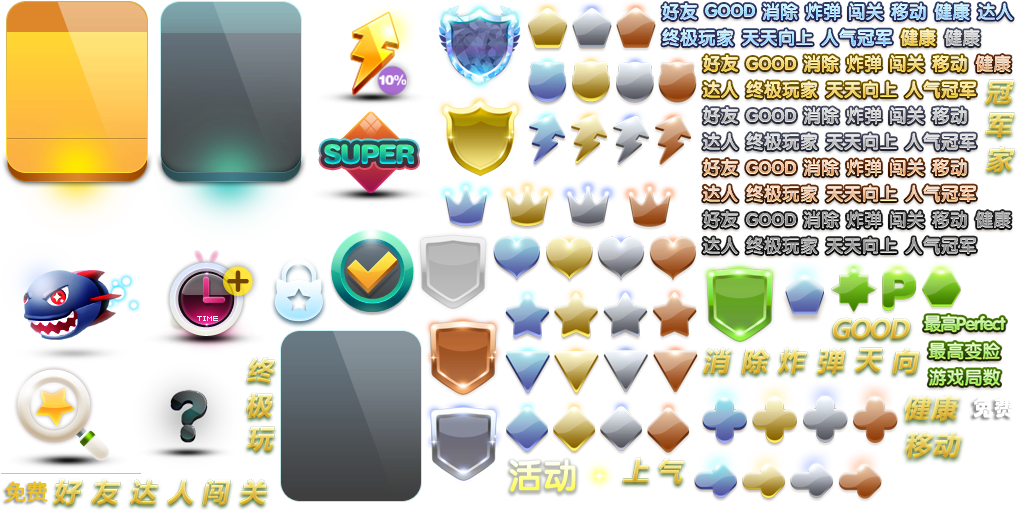 好友 GOOD 消除 炸弹 闯关 移动 健康 达人
终极玩家 天天向上 人气冠军 健康 健康
好友 GOOD 消除 炸弹 闯关 移动 健康
达人 终极玩家 天天向上 人气冠军
好友 GOOD 消除 炸弹 闯关 移动
达人 终极玩家 天天向上 人气冠军
好友 GOOD 消除 炸弹 闯关 移动
达人 终极玩家 天天向上 人气冠军
好友 GOOD 消除 炸弹 闯关 移动 健康
达人 终极玩家 天天向上 人气冠军
冠
军
家
10%
SUPER
TIME
P
GOOD
最高Perfect
最高变脸
游戏局数
消除炸弹天向
健康
免费
移动
终
极
玩
活动
上气
免费
好友达人闯关